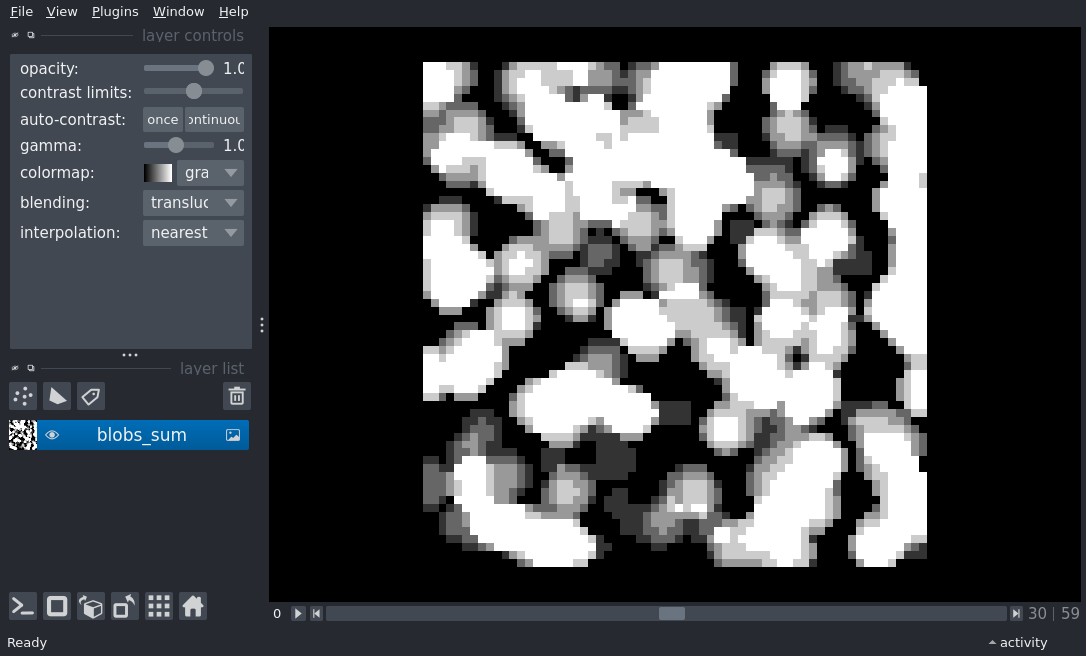 File View Plugins Window Help
layer controls
opacity: 1.0
contrast limits:
auto-contrast: once ontinuou
gamma: 1.0
colormap: gra
blending: transluc
interpolation: nearest
layer list
blobs_sum
0 30 | 59
Ready activity